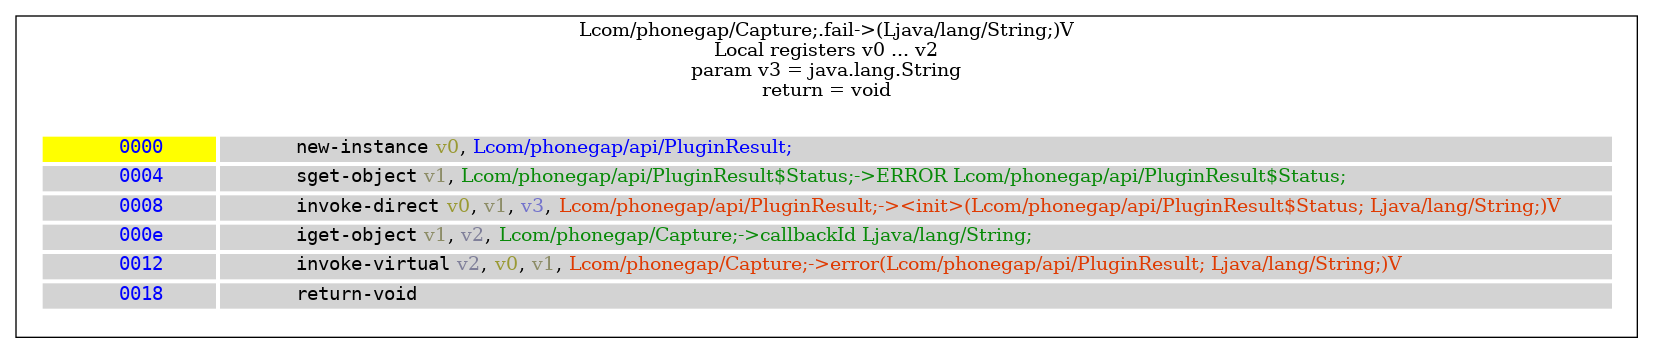 Lcom/phonegap/Capture;.fail->(Ljava/lang/String;)V
Local registers v0 ... v2
param v3 = java.lang.String
return = void
0000 new-instance v0, Lcom/phonegap/api/PluginResult;
0004 sget-object v1, Lcom/phonegap/api/PluginResult$Status;->ERROR Lcom/phonegap/api/PluginResult$Status;
0008 invoke-direct v0, v1, v3, Lcom/phonegap/api/PluginResult;-><init>(Lcom/phonegap/api/PluginResult$Status; Ljava/lang/String;)V
000e iget-object v1, v2, Lcom/phonegap/Capture;->callbackId Ljava/lang/String;
0012 invoke-virtual v2, v0, v1, Lcom/phonegap/Capture;->error(Lcom/phonegap/api/PluginResult; Ljava/lang/String;)V
0018 return-void